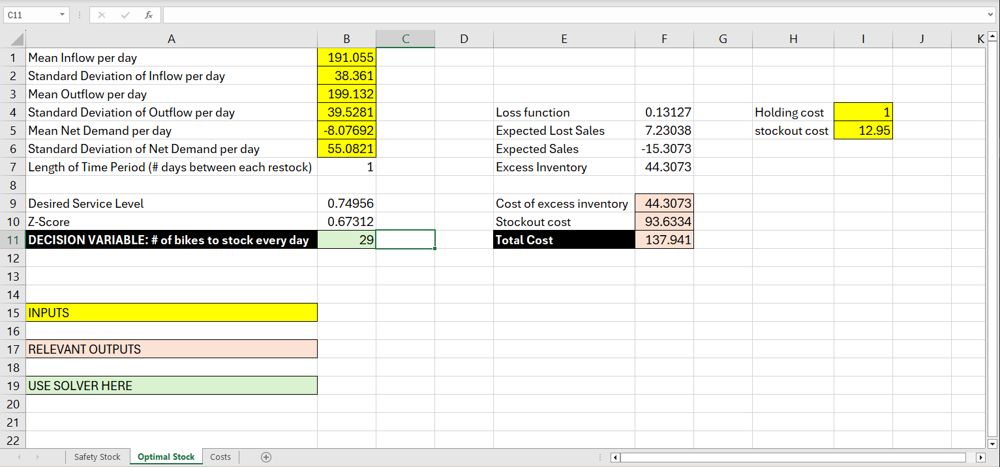 C11 fx
A B C D E F G H I J K
1 Mean Inflow per day 191.055
2 Standard Deviation of Inflow per day 38.361
3 Mean Outflow per day 199.132
4 Standard Deviation of Outflow per day 39.5281 Loss function 0.13127 Holding cost 1
5 Mean Net Demand per day -8.07692 Expected Lost Sales 7.23038 stockout cost 12.95
6 Standard Deviation of Net Demand per day 55.0821 Expected Sales -15.3073
7 Length of Time Period (# days between each restock) 1 Excess Inventory 44.3073
8
9 Desired Service Level 0.74956 Cost of excess inventory 44.3073
10 Z-Score 0.67312 Stockout cost 93.6334
11 DECISION VARIABLE: # of bikes to stock every day 29 Total Cost 137.941
12
13
14
15 INPUTS
16
17 RELEVANT OUTPUTS
18
19 USE SOLVER HERE
20
21
22
Safety Stock Optimal Stock Costs